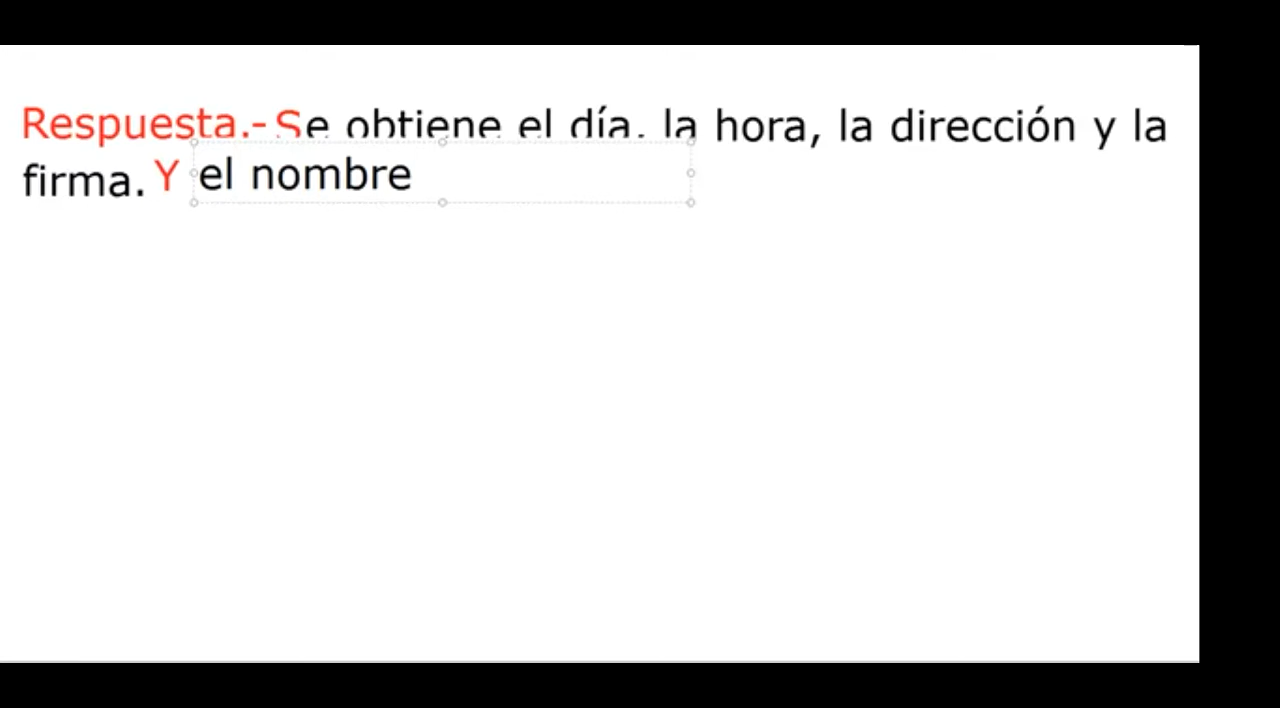 Respuesta.- Se obtiene el día, la hora, la dirección y la
firma. Y el nombre